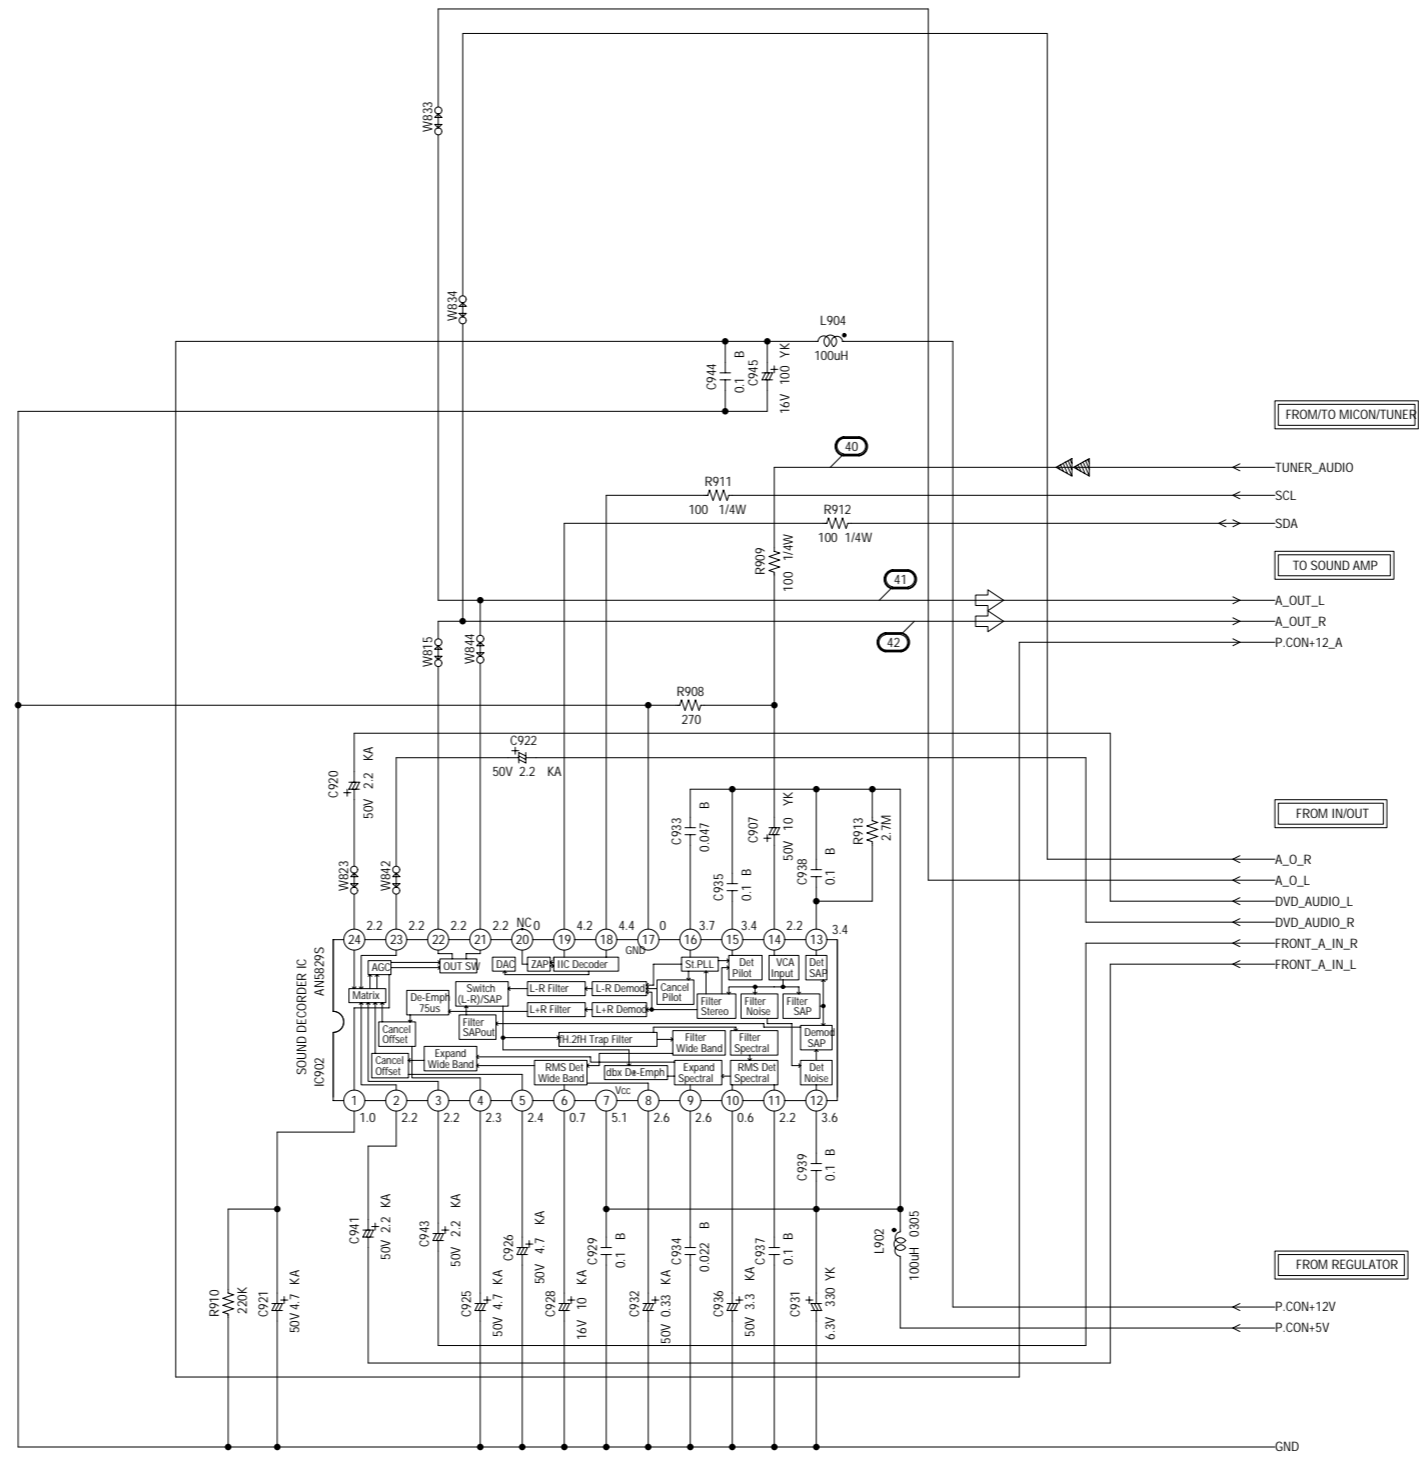 W833
W834
L904
100uH
C944
0.1 B
C945
16V 100 YK
FROM/TO MICON/TUNER
40
TUNER_AUDIO
R911
100 1/4W
SCL
R912
100 1/4W
SDA
R909
100 1/4W
TO SOUND AMP
41
A_OUT_L
A_OUT_R
42
P.CON+12_A
W815
W844
R908
270
C920
50V 2.2 KA
C922
50V 2.2 KA
C933
0.047 B
C907
50V 10 YK
R913
2.7M
C935
0.1 B
C938
0.1 B
FROM IN/OUT
A_O_R
A_O_L
DVD_AUDIO_L
DVD_AUDIO_R
FRONT_A_IN_R
FRONT_A_IN_L
W823
W842
2.2
2.2
2.2
2.2
NC
0
4.2
4.4
0
3.7
3.4
2.2
3.4
24
23
22
21
20
19
18
17
16
15
14
13
GND
SOUND DECORDER IC
IC902
AN5829S
AGC
OUT SW
DAC
ZAP
IIC Decoder
St.PLL
Det Pilot
VCA Input
Det SAP
Matrix
De-Emph 75us
Switch (L-R)/SAP
L-R Filter
L-R Demod
Cancel Pilot
Filter Stereo
Filter Noise
Filter SAP
L+R Filter
L+R Demod
Cancel Offset
Filter SAPout
fH.2fH Trap Filter
Filter Wide Band
Filter Spectral
Demod SAP
Cancel Offset
Expand Wide Band
RMS Det Wide Band
dbx De-Emph
Expand Spectral
RMS Det Spectral
Det Noise
Vcc
1
2
3
4
5
6
7
8
9
10
11
12
1.0
2.2
2.2
2.3
2.4
0.7
5.1
2.6
2.6
0.6
2.2
3.6
C939
0.1 B
C941
50V 2.2 KA
C943
50V 2.2 KA
C926
50V 4.7 KA
C929
0.1 B
C934
0.022 B
C937
0.1 B
L902
100uH 0305
R910
220K
C921
50V 4.7 KA
C925
50V 4.7 KA
C928
16V 10 KA
C932
50V 0.33 KA
C936
50V 3.3 KA
C931
6.3V 330 YK
FROM REGULATOR
P.CON+12V
P.CON+5V
GND